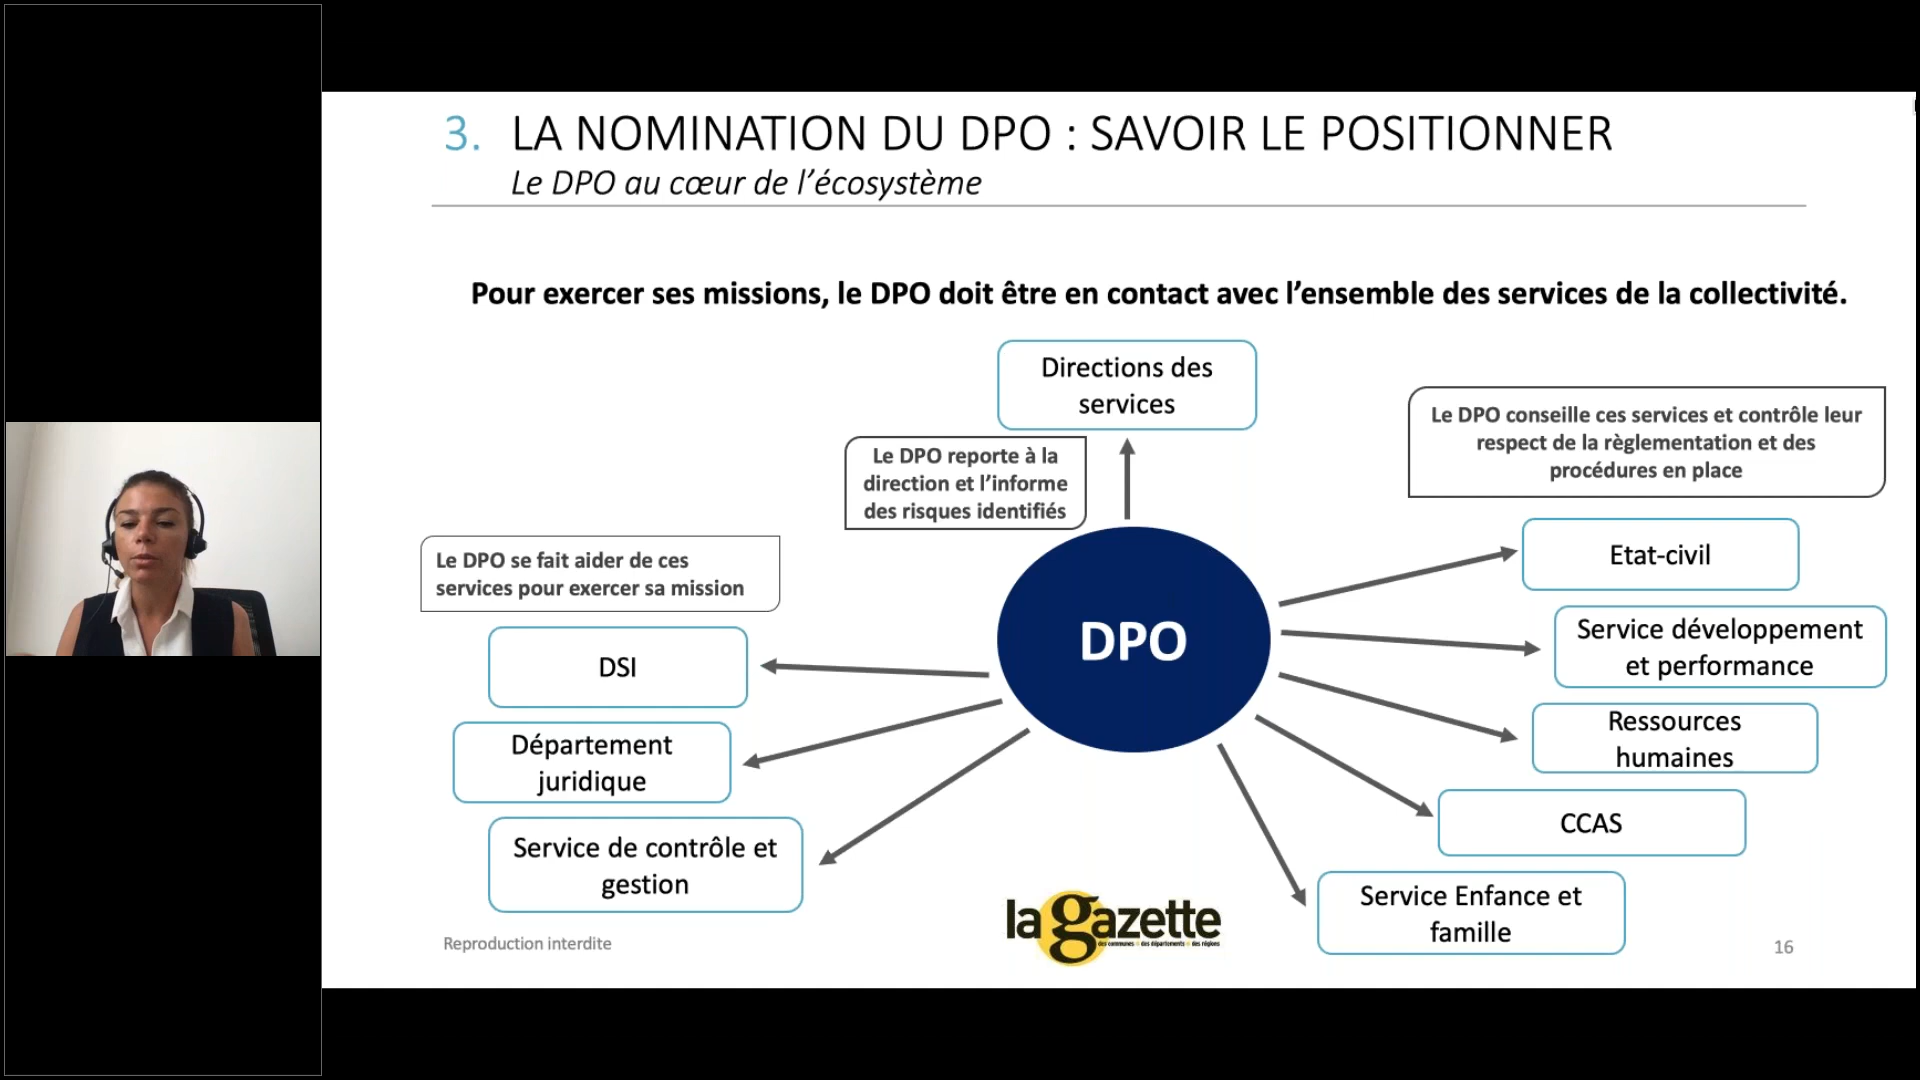 3. LA NOMINATION DU DPO : SAVOIR LE POSITIONNER
Le DPO au cœur de l'écosystème
Pour exercer ses missions, le DPO doit être en contact avec l'ensemble des services de la collectivité.
Directions des
services
Le DPO reporte à la
direction et l'informe
des risques identifiés
Le DPO conseille ces services et contrôle leur
respect de la règlementation et des
procédures en place
Le DPO se fait aider de ces
services pour exercer sa mission
DPO
DSI
Département
juridique
Service de contrôle et
gestion
Etat-civil
Service développement
et performance
Ressources
humaines
CCAS
Service Enfance et
famille
la gazette
des communes des départements des régions
Reproduction interdite
16